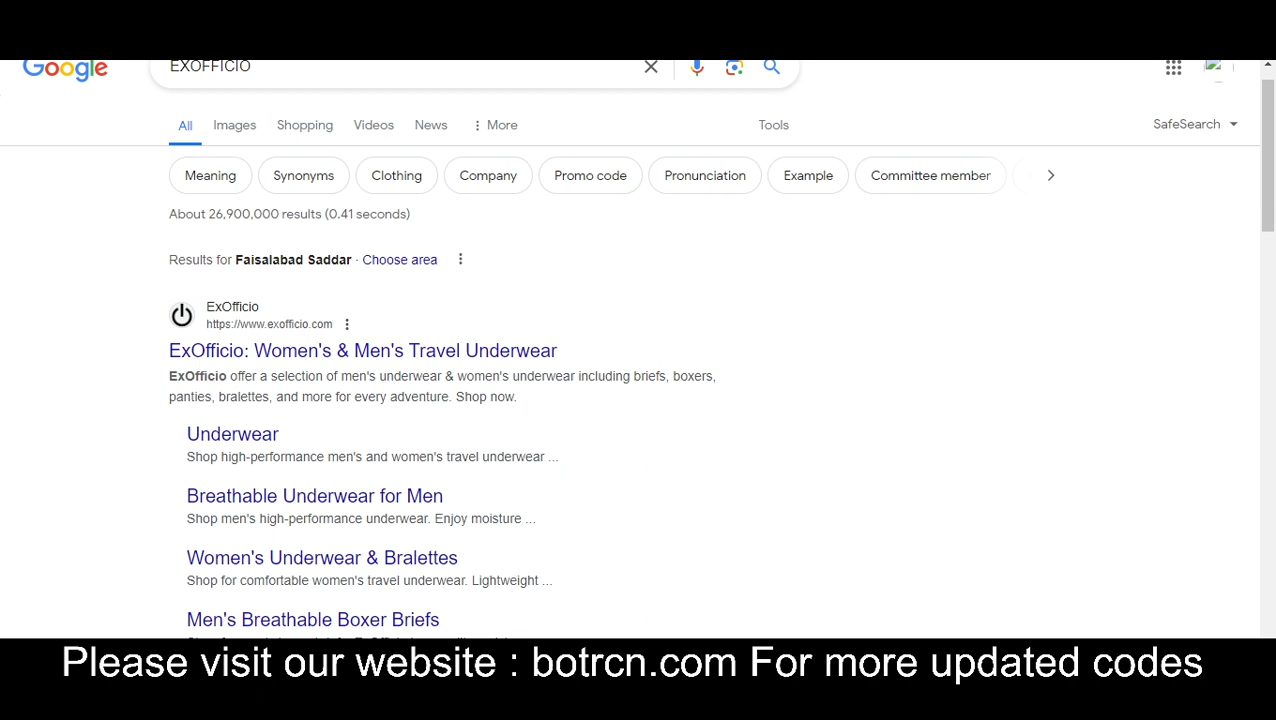 Google
EXOFFICIO
All Images Shopping Videos News More Tools SafeSearch
Meaning Synonyms Clothing Company Promo code Pronunciation Example Committee member
About 26,900,000 results (0.41 seconds)
Results for Faisalabad Saddar · Choose area
ExOfficio
https://www.exofficio.com
ExOfficio: Women's & Men's Travel Underwear
ExOfficio offer a selection of men's underwear & women's underwear including briefs, boxers,
panties, bralettes, and more for every adventure. Shop now.
Underwear
Shop high-performance men's and women's travel underwear ...
Breathable Underwear for Men
Shop men's high-performance underwear. Enjoy moisture ...
Women's Underwear & Bralettes
Shop for comfortable women's travel underwear. Lightweight ...
Men's Breathable Boxer Briefs
Please visit our website : botrcn.com For more updated codes